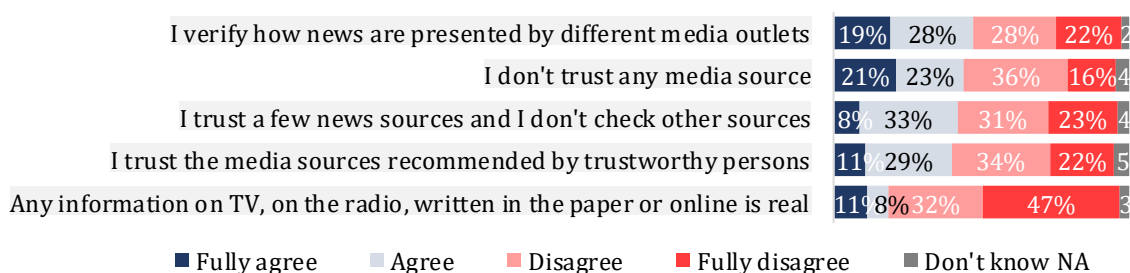 I verify how news are presented by different media outlets 19% 28% 28% 22% 2
I don't trust any media source 21% 23% 36% 16% 4
I trust a few news sources and I don't check other sources 8% 33% 31% 23% 4
I trust the media sources recommended by trustworthy persons 11% 29% 34% 22% 5
Any information on TV, on the radio, written in the paper or online is real 11% 8% 32% 47% 3
Fully agree Agree Disagree Fully disagree Don't know NA